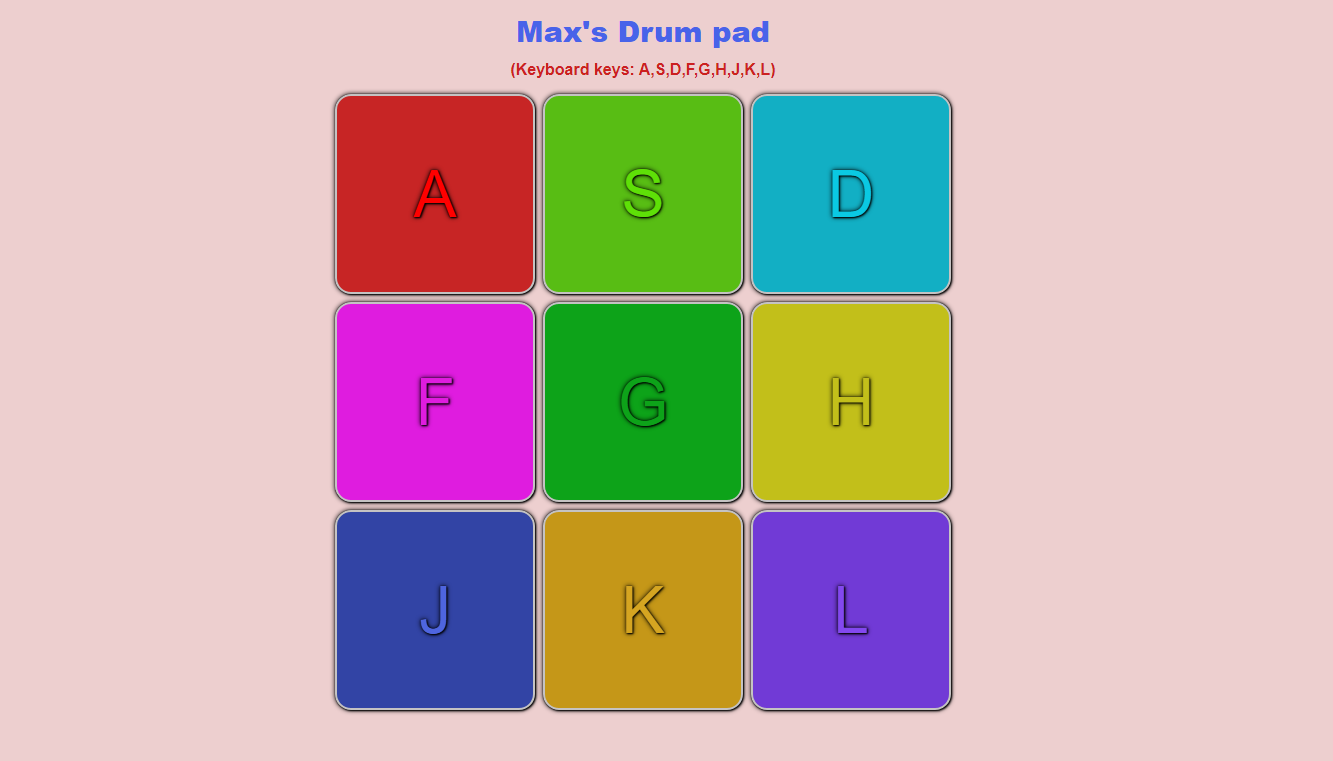 Max's Drum pad
(Keyboard keys: A,S,D,F,G,H,J,K,L)
A S D
F G H
J K L